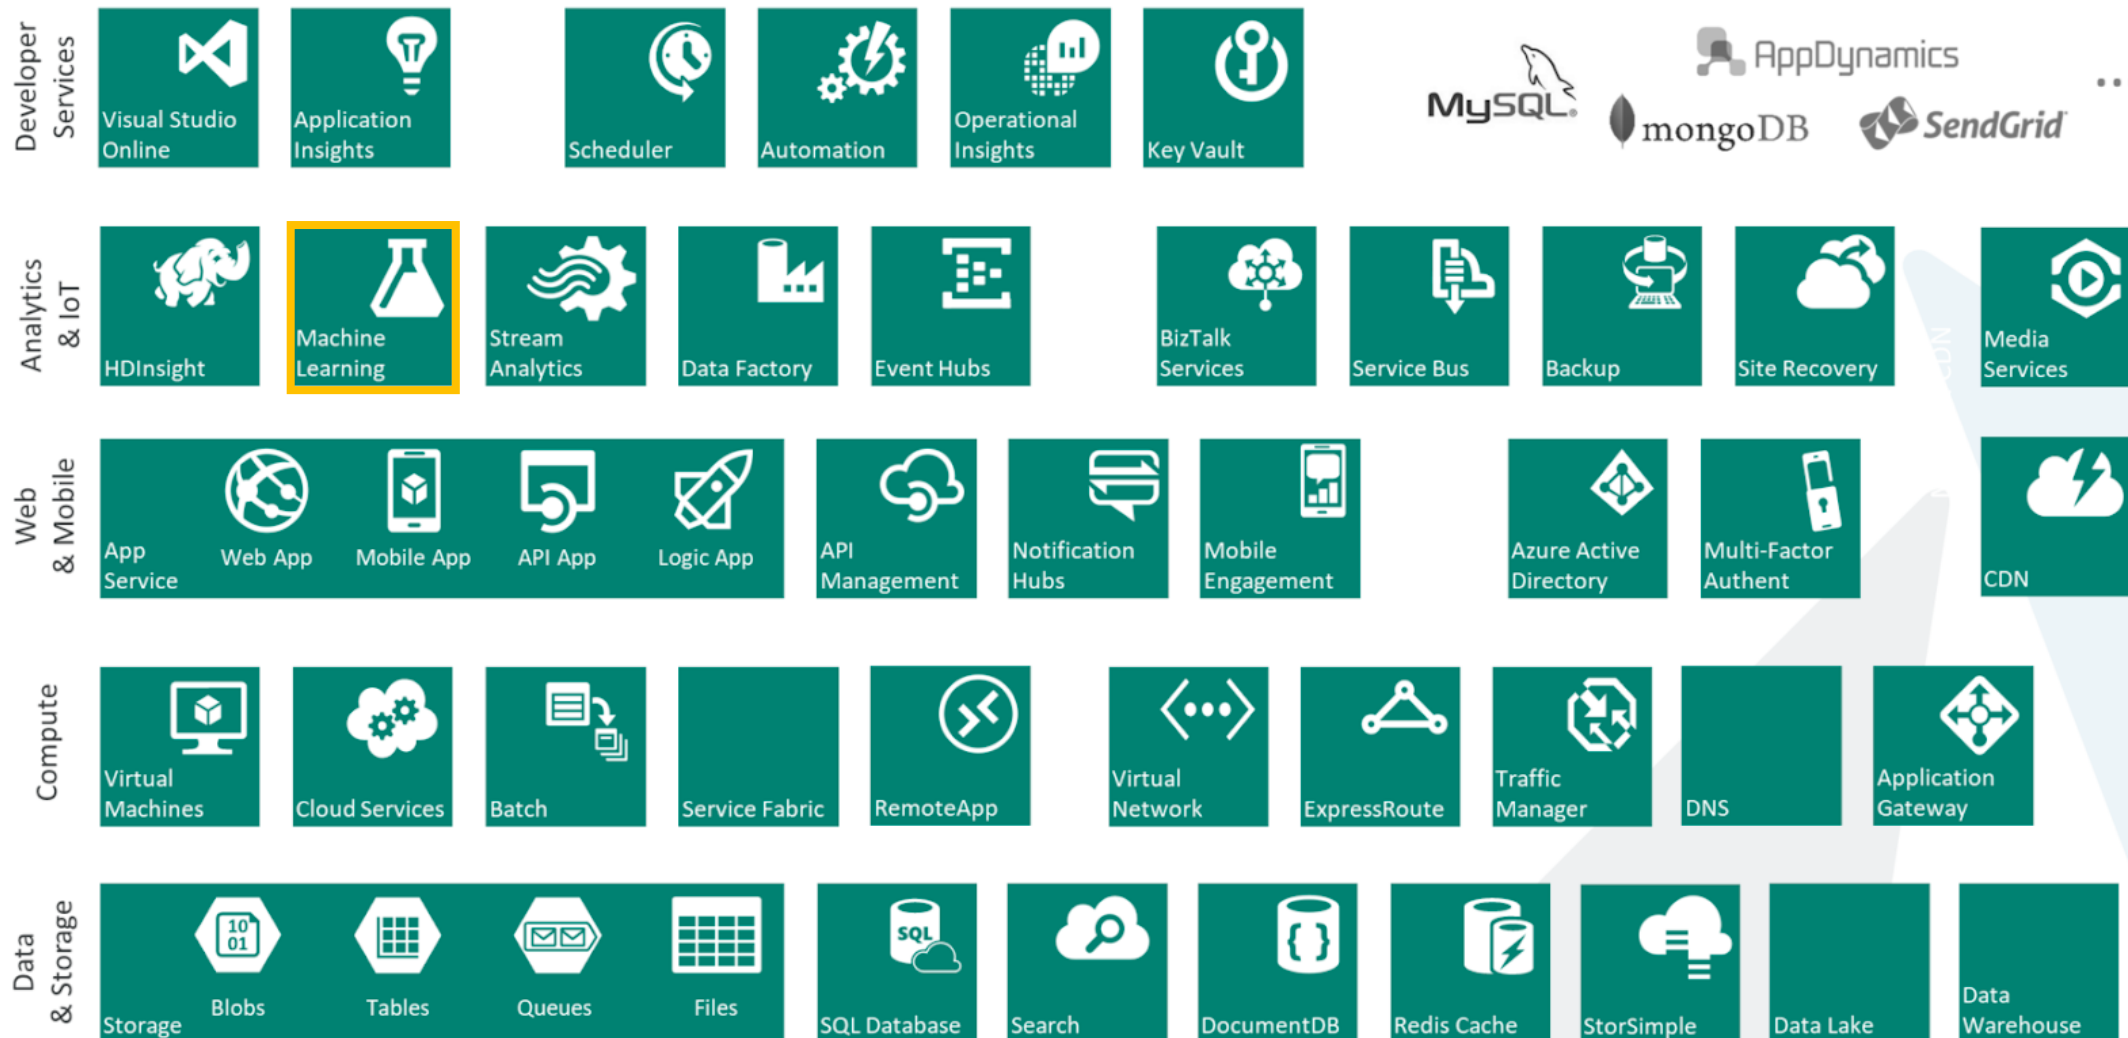 Developer
Services
Visual Studio
Online
Application
Insights
Scheduler
Automation
Operational
Insights
Key Vault
MySQL®
AppDynamics
mongoDB
SendGrid
..
Analytics
& IoT
HDInsight
Machine
Learning
Stream
Analytics
Data Factory
Event Hubs
BizTalk
Services
Service Bus
Backup
Site Recovery
CDN
Media
Services
Web
& Mobile
App
Service
Web App
Mobile App
API App
Logic App
API
Management
Notification
Hubs
Mobile
Engagement
Azure Active
Directory
Multi-Factor
Authent
CDN
Compute
Virtual
Machines
Cloud Services
Batch
Service Fabric
RemoteApp
Virtual
Network
ExpressRoute
Traffic
Manager
DNS
Application
Gateway
Data
& Storage
Storage
10
01
Blobs
Tables
Queues
Files
SQL
SQL Database
Search
{ }
DocumentDB
Redis Cache
StorSimple
Data Lake
Data
Warehouse